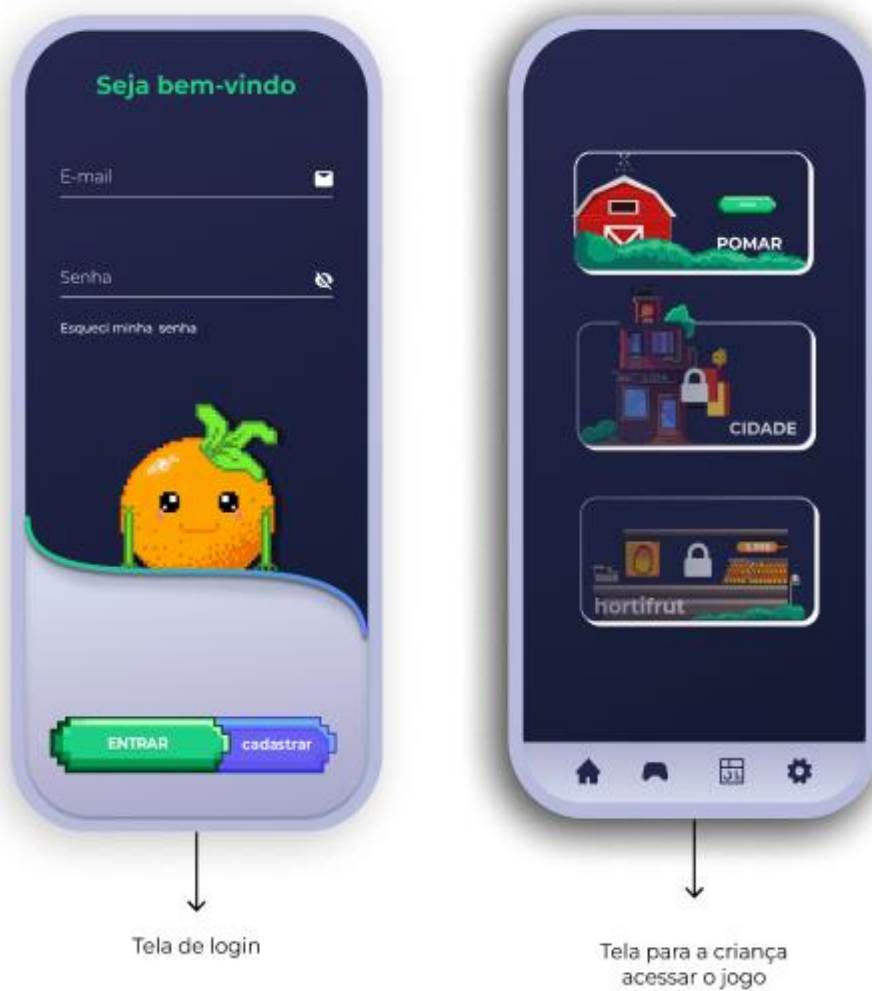 Seja bem-vindo
E-mail
Senha
Esqueci minha senha
ENTRAR
cadastrar
Tela de login
POMAR
CIDADE
hortifrut
Tela para a criança
acessar o jogo